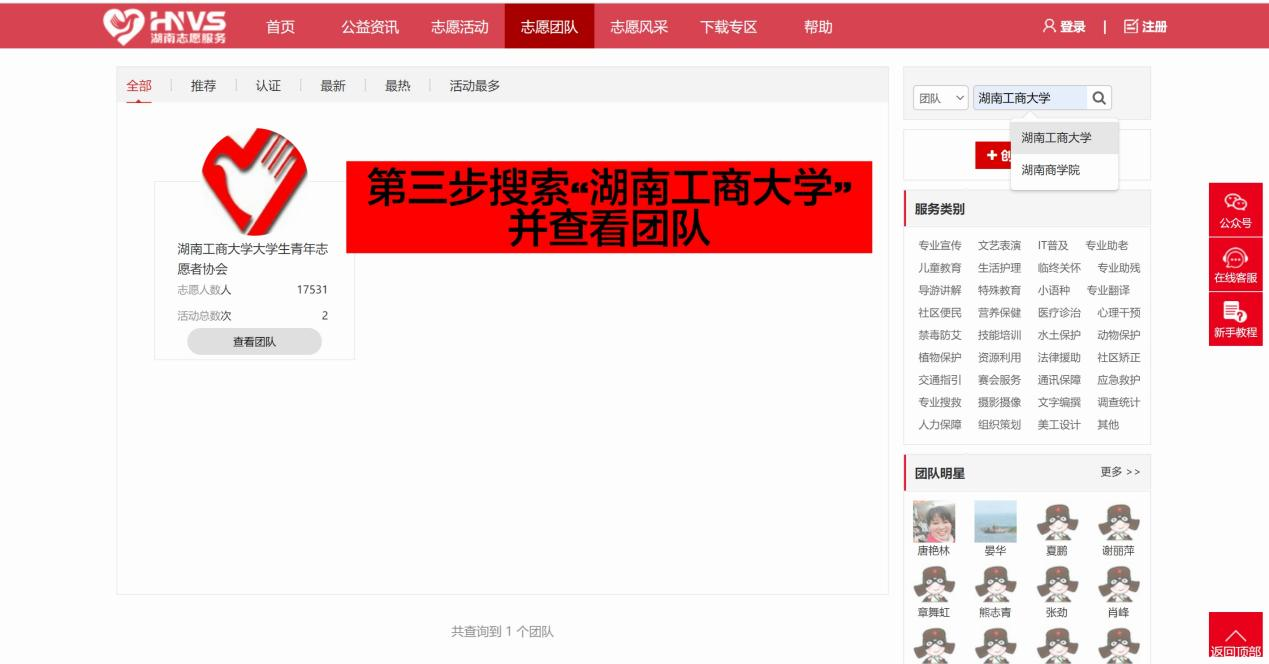 HNVS
湖南志愿服务
首页 公益资讯 志愿活动 志愿团队 志愿风采 下载专区 帮助 登录 | 注册
全部 推荐 认证 最新 最热 活动最多
团队 湖南工商大学
湖南工商大学
湖南商学院
第三步搜索“湖南工商大学”
并查看团队
湖南工商大学大学生青年志
愿者协会
志愿人数人 17531
活动总数次 2
查看团队
共查询到 1 个团队
服务类别
专业宣传 文艺表演 IT普及 专业助老
儿童教育 生活护理 临终关怀 专业助残
导游讲解 特殊教育 小语种 专业翻译
社区便民 营养保健 医疗诊治 心理干预
禁毒防艾 技能培训 水土保护 动物保护
植物保护 资源利用 法律援助 社区矫正
交通指引 赛会服务 通讯保障 应急救护
专业搜救 摄影摄像 文字编撰 调查统计
人力保障 组织策划 美工设计 其他
团队明星 更多 >>
唐艳林 晏华 夏鹏 谢丽萍
章舞虹 熊志青 张劲 肖峰
公众号
在线客服
新手教程
返回顶部